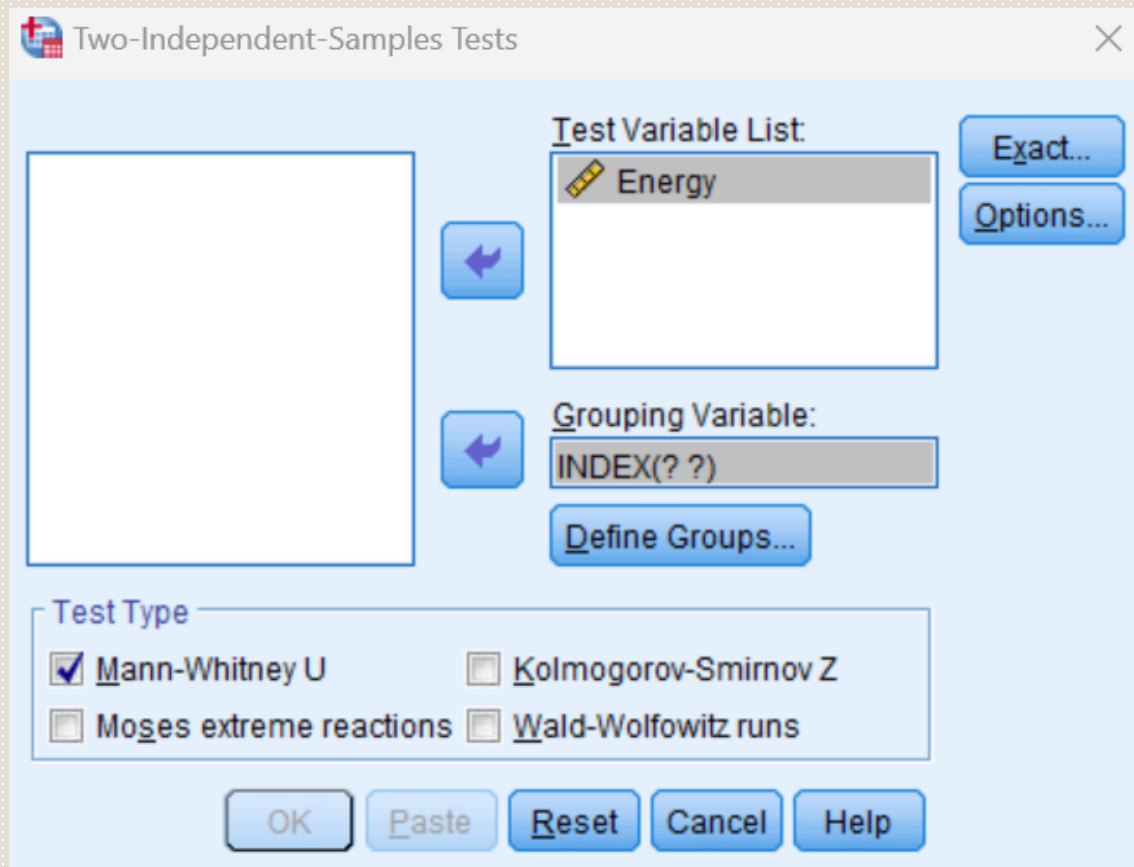 Two-Independent-Samples Tests
Test Variable List:
Energy
Exact...
Options...
Grouping Variable:
INDEX(? ?)
Define Groups...
Test Type
Mann-Whitney U
Kolmogorov-Smirnov Z
Moses extreme reactions
Wald-Wolfowitz runs
OK
Paste
Reset
Cancel
Help